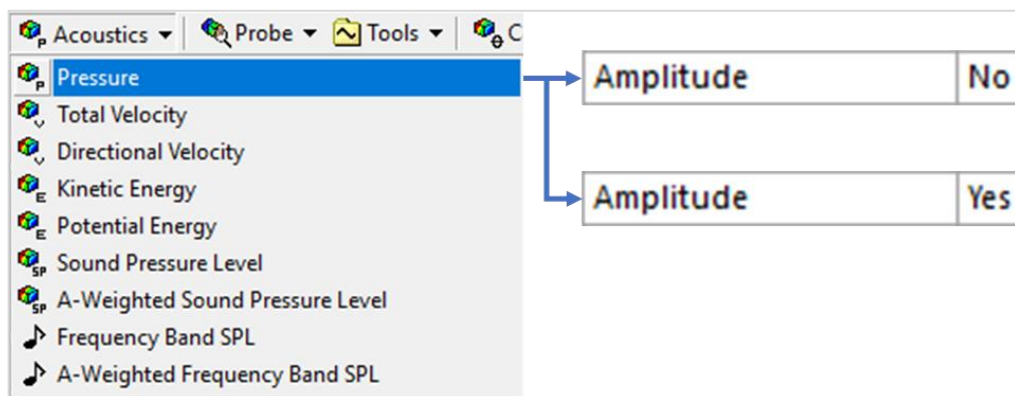 Acoustics Probe Tools C
Pressure
Total Velocity
Directional Velocity
Kinetic Energy
Potential Energy
Sound Pressure Level
A-Weighted Sound Pressure Level
Frequency Band SPL
A-Weighted Frequency Band SPL
Amplitude No
Amplitude Yes